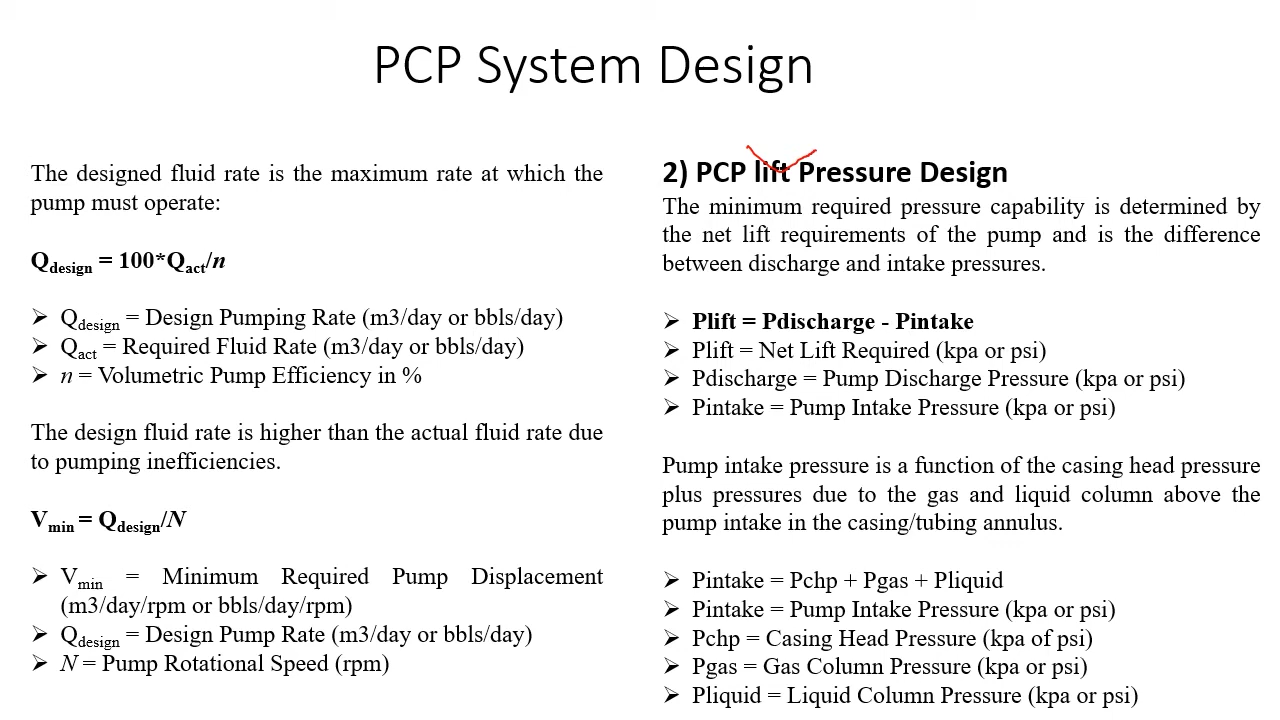 PCP System Design
The designed fluid rate is the maximum rate at which the
pump must operate:
Qdesign = 100*Qact/n
➢ Qdesign = Design Pumping Rate (m3/day or bbls/day)
➢ Qact = Required Fluid Rate (m3/day or bbls/day)
➢ n = Volumetric Pump Efficiency in %
The design fluid rate is higher than the actual fluid rate due
to pumping inefficiencies.
Vmin = Qdesign/N
➢ Vmin = Minimum Required Pump Displacement
(m3/day/rpm or bbls/day/rpm)
➢ Qdesign = Design Pump Rate (m3/day or bbls/day)
➢ N = Pump Rotational Speed (rpm)
2) PCP lift Pressure Design
The minimum required pressure capability is determined by
the net lift requirements of the pump and is the difference
between discharge and intake pressures.
➢ Plift = Pdischarge - Pintake
➢ Plift = Net Lift Required (kpa or psi)
➢ Pdischarge = Pump Discharge Pressure (kpa or psi)
➢ Pintake = Pump Intake Pressure (kpa or psi)
Pump intake pressure is a function of the casing head pressure
plus pressures due to the gas and liquid column above the
pump intake in the casing/tubing annulus.
➢ Pintake = Pchp + Pgas + Pliquid
➢ Pintake = Pump Intake Pressure (kpa or psi)
➢ Pchp = Casing Head Pressure (kpa of psi)
➢ Pgas = Gas Column Pressure (kpa or psi)
➢ Pliquid = Liquid Column Pressure (kpa or psi)